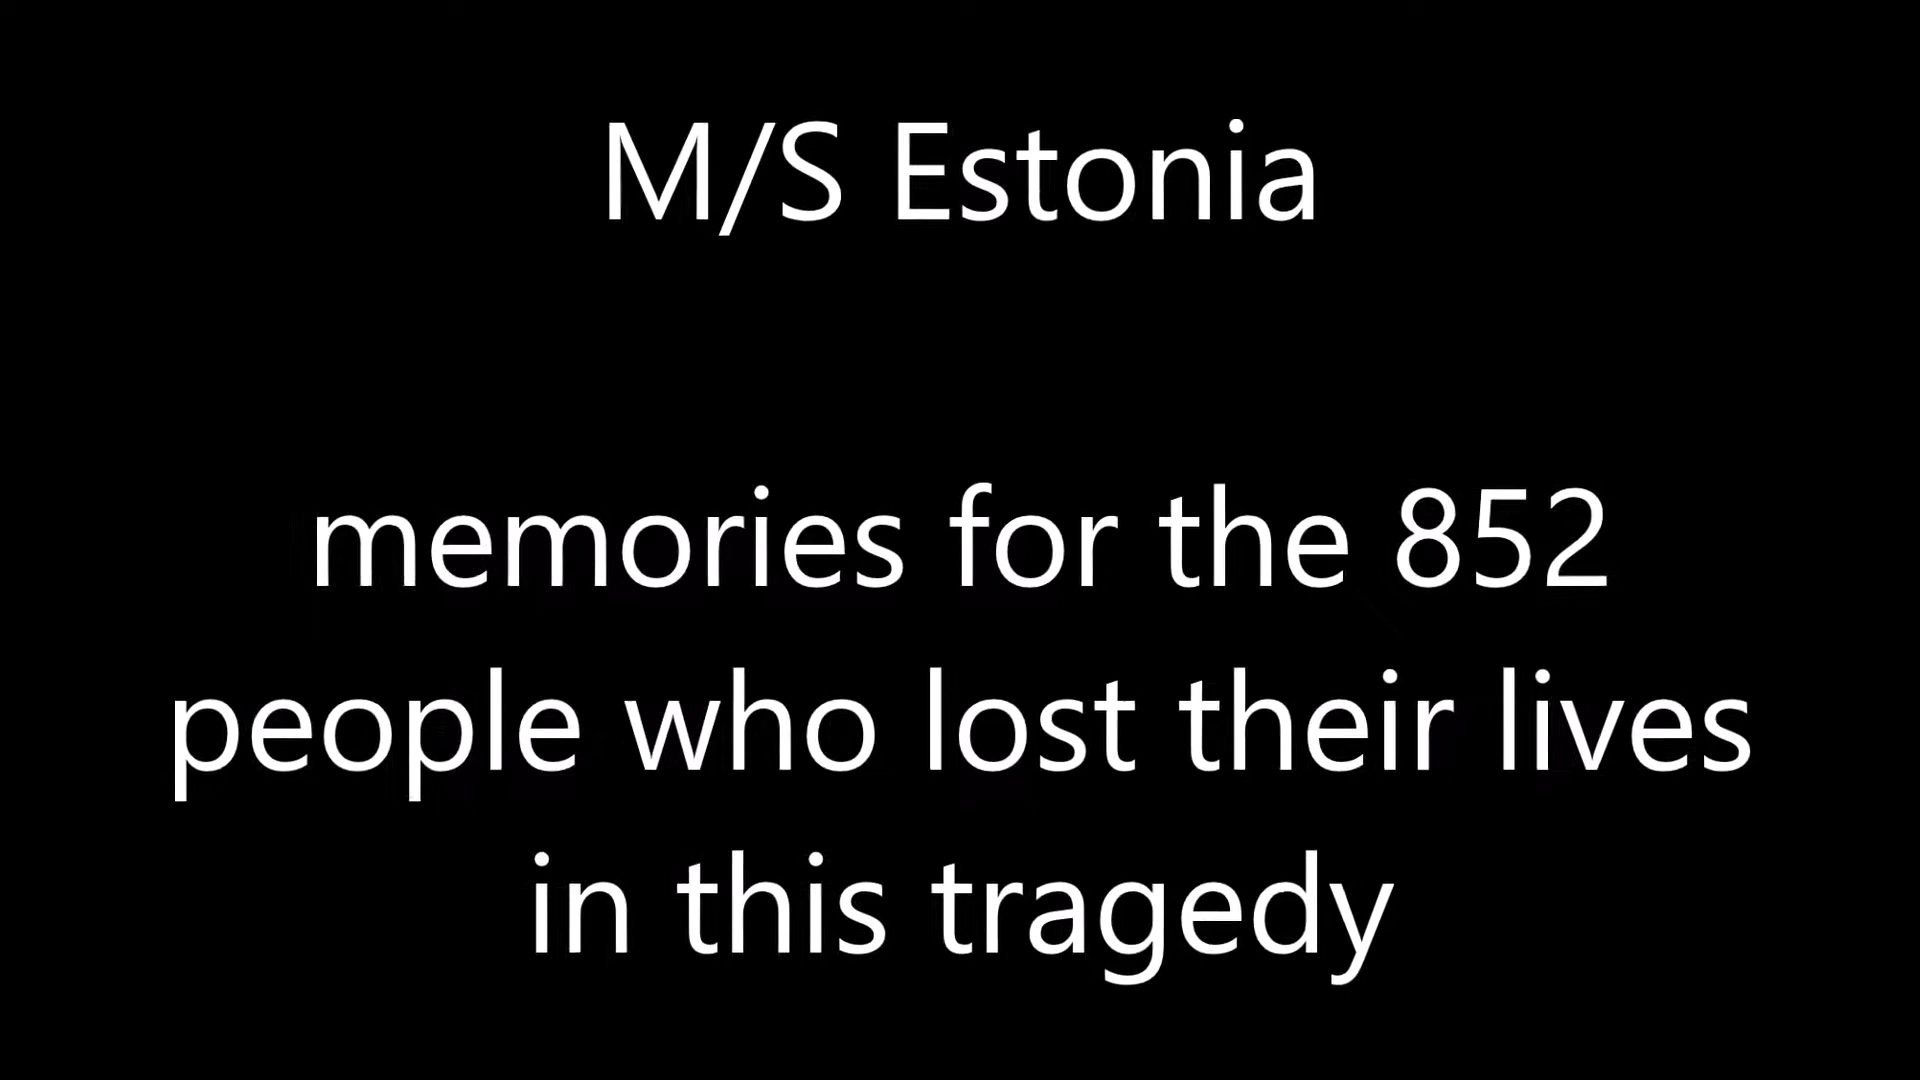 M/S Estonia
memories for the 852
people who lost their lives
in this tragedy